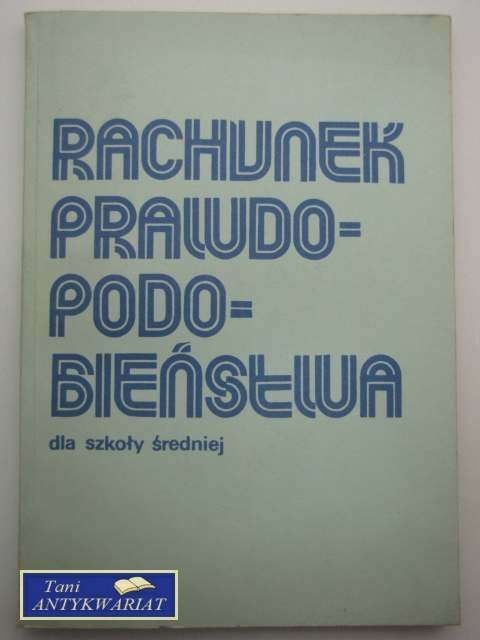 RACHUNEK
PRAWDO=
PODO=
BIEŃSTWA
dla szkoły średniej
Tani
ANTYKWARIAT